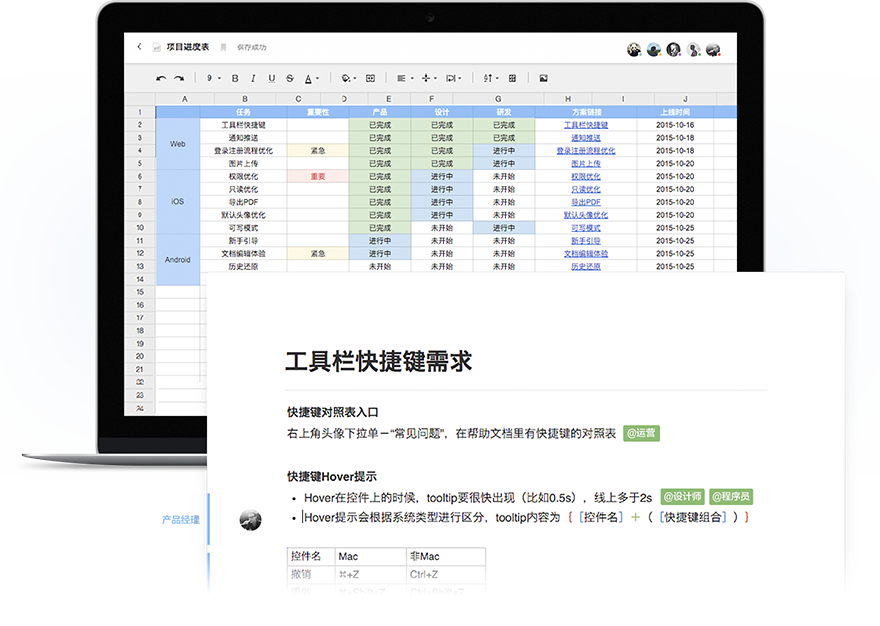 项目进度表 保存成功
9 B I U S A
A B C D E F G H I J
1 任务 重要性 产品 设计 研发 方案链接 上线时间
2 工具栏快捷键 已完成 已完成 已完成 工具栏快捷键 2015-10-16
3 已完成 已完成 已完成 通知推送 2015-10-18
4 Web 登录注册流程优化 紧急 已完成 已完成 进行中 登录注册流程优化 2015-10-18
5 图片上传 已完成 已完成 进行中 图片上传 2015-10-20
6 权限优化 重要 已完成 进行中 未开始 权限优化 2015-10-20
7 只读优化 已完成 进行中 未开始 只读优化 2015-10-20
8 iOS 导出PDF 已完成 进行中 未开始 导出PDF 2015-10-20
9 默认头像优化 已完成 进行中 未开始 默认头像优化 2015-10-20
10 可写模式 已完成 未开始 进行中 可写模式 2015-10-25
11 新手引导 进行中 未开始 未开始 新手引导 2015-10-25
12 Android 文档编辑体验 紧急 进行中 未开始 未开始 文档编辑体验 2015-10-25
13 历史还原 未开始 未开始 未开始 历史还原 2015-10-25
14
15
16
17
18
19
20
21
22
23
24
工具栏快捷键需求
快捷键对照表入口
右上角头像下拉单－“常见问题”，在帮助文档里有快捷键的对照表 @运营
快捷键Hover提示
• Hover在控件上的时候，tooltip要很快出现（比如0.5s），线上多于2s @设计师 @程序员
• Hover提示会根据系统类型进行区分，tooltip内容为 {［控件名］＋（［快捷键组合］）}
产品经理
控件名 Mac 非Mac
撤销 ⌘+Z Ctrl+Z